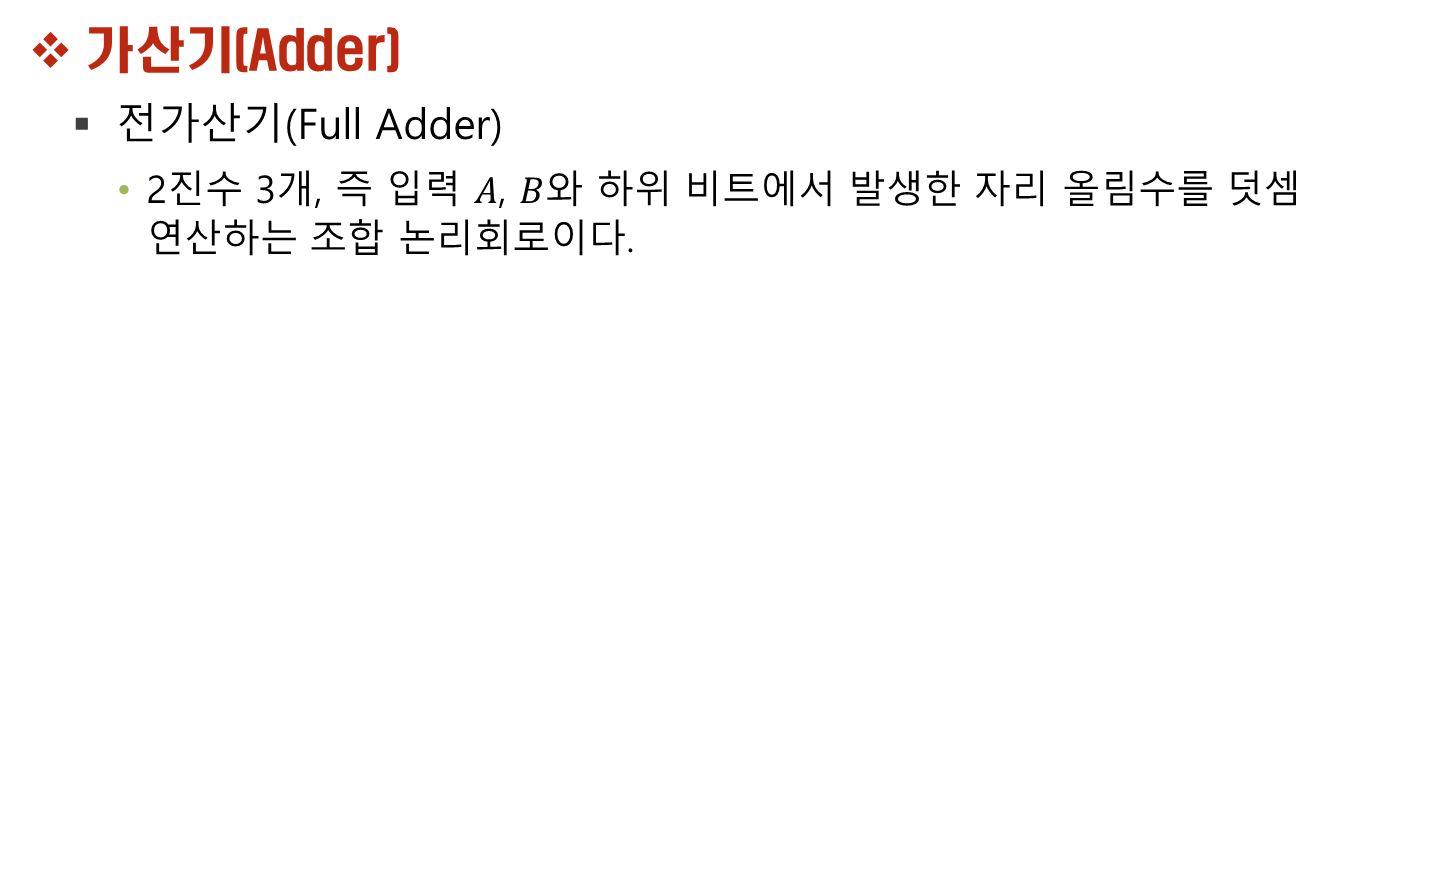 ❖ 가산기(Adder)
▪ 전가산기(Full Adder)
• 2진수 3개, 즉 입력 A, B와 하위 비트에서 발생한 자리 올림수를 덧셈
연산하는 조합 논리회로이다.